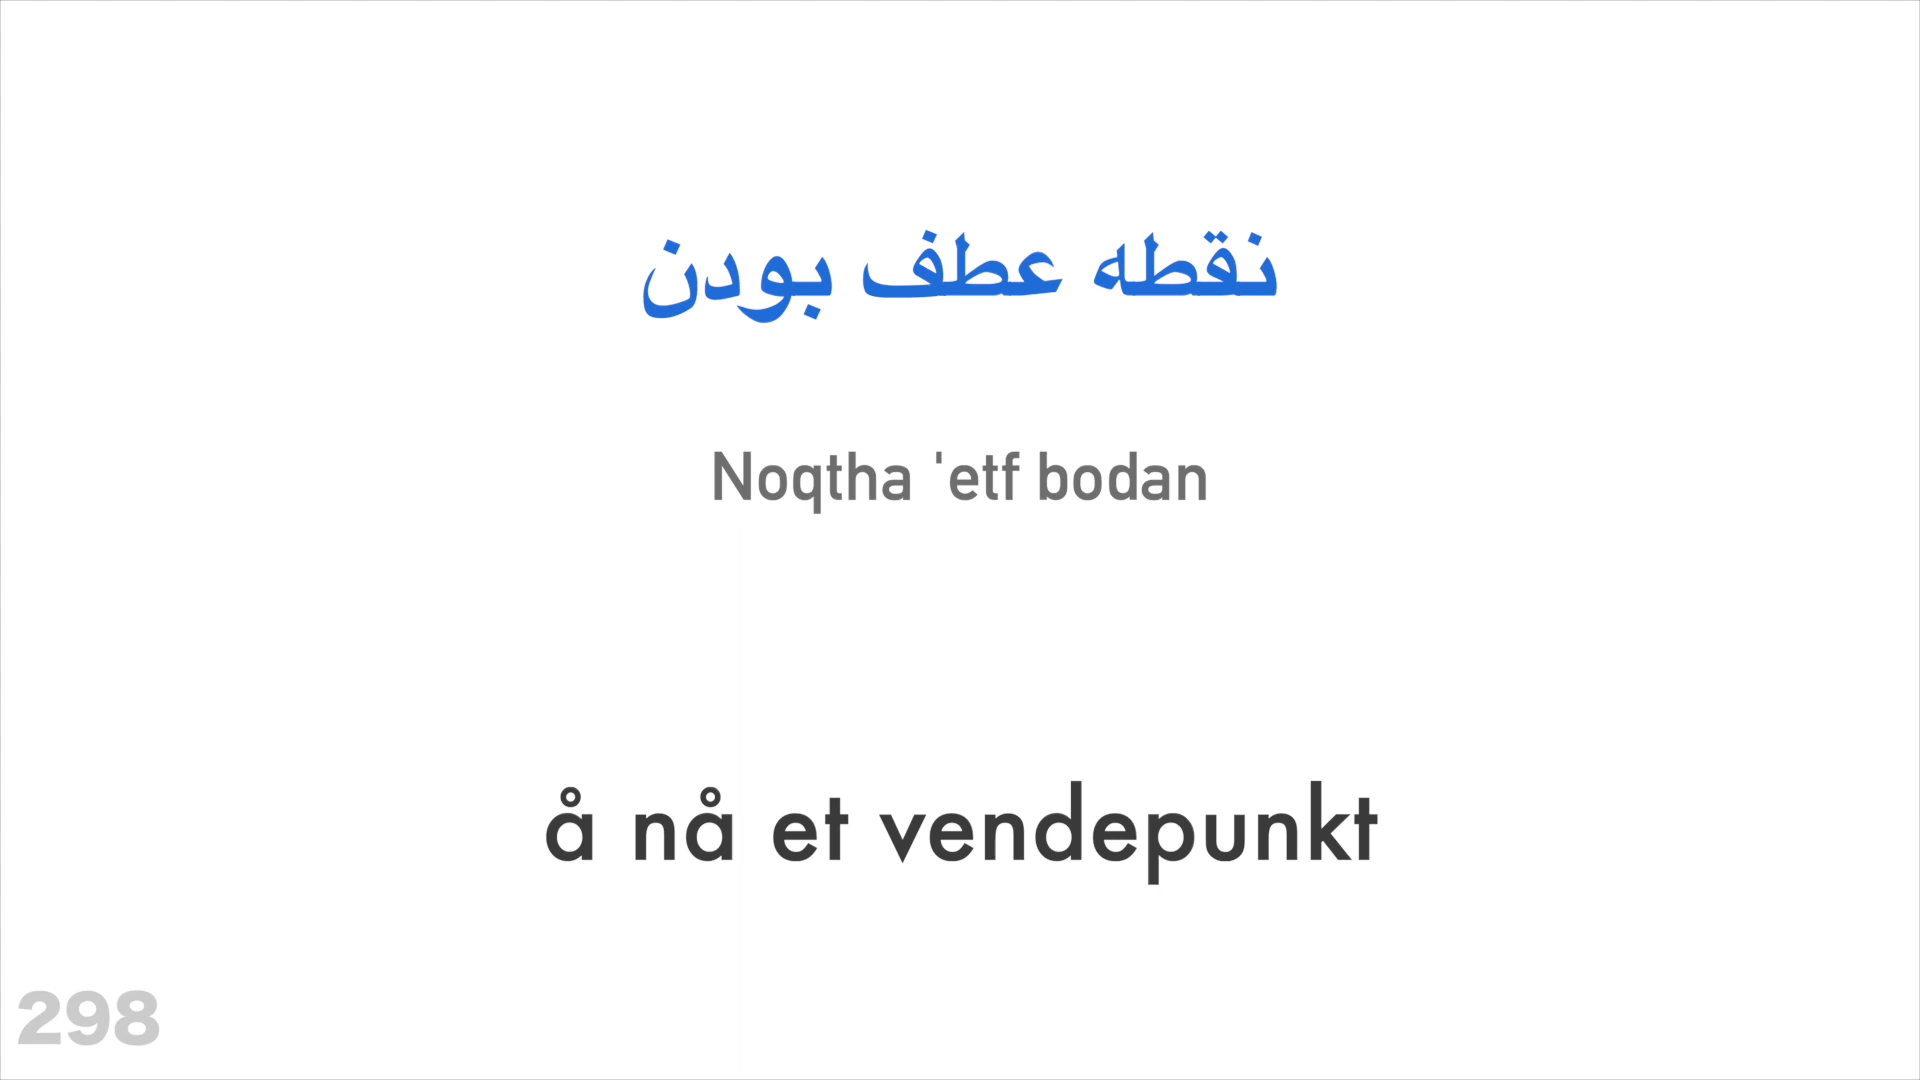 نقطه عطف بودن
Noqtha 'etf bodan
å nå et vendepunkt
298